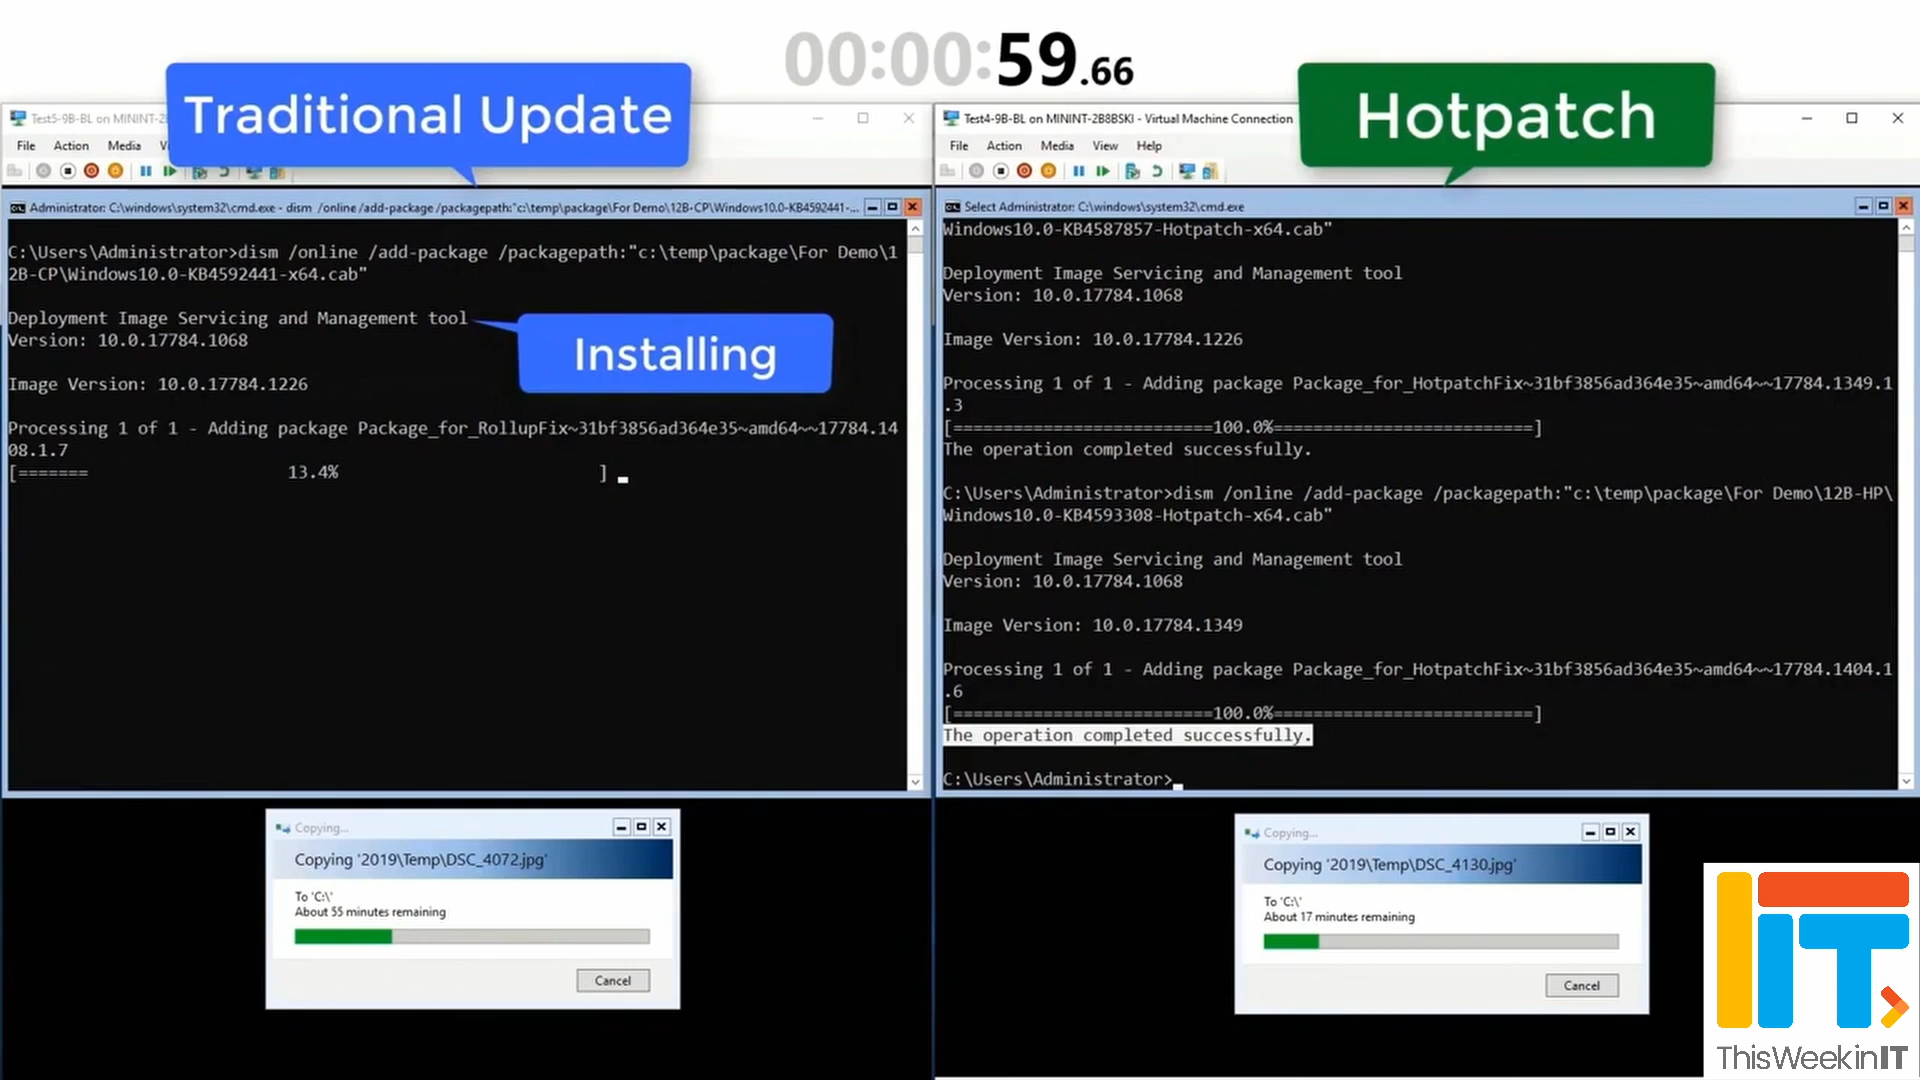 00:00:59.66
Traditional Update
Hotpatch
Test5-9B-BL on MININT-2
File Action Media
Administrator: C:\windows\system32\cmd.exe - dism /online /add-package /packagepath:"c:\temp\package\For Demo\12B-CP\Windows10.0-KB4592441-...
C:\Users\Administrator>dism /online /add-package /packagepath:"c:\temp\package\For Demo\1
2B-CP\Windows10.0-KB4592441-x64.cab"
Deployment Image Servicing and Management tool
Version: 10.0.17784.1068
Installing
Image Version: 10.0.17784.1226
Processing 1 of 1 - Adding package Package_for_RollupFix~31bf3856ad364e35~amd64~~17784.14
08.1.7
[======= 13.4% ]
Copying...
Copying '2019\Temp\DSC_4072.jpg'
To 'C:\'
About 55 minutes remaining
Cancel
Test4-9B-BL on MININT-2B8BSKI - Virtual Machine Connection
File Action Media View Help
Select Administrator: C:\windows\system32\cmd.exe
Windows10.0-KB4587857-Hotpatch-x64.cab"
Deployment Image Servicing and Management tool
Version: 10.0.17784.1068
Image Version: 10.0.17784.1226
Processing 1 of 1 - Adding package Package_for_HotpatchFix~31bf3856ad364e35~amd64~~17784.1349.1
.3
[==========================100.0%==========================]
The operation completed successfully.
C:\Users\Administrator>dism /online /add-package /packagepath:"c:\temp\package\For Demo\12B-HP\
Windows10.0-KB4593308-Hotpatch-x64.cab"
Deployment Image Servicing and Management tool
Version: 10.0.17784.1068
Image Version: 10.0.17784.1349
Processing 1 of 1 - Adding package Package_for_HotpatchFix~31bf3856ad364e35~amd64~~17784.1404.1
.6
[==========================100.0%==========================]
The operation completed successfully.
C:\Users\Administrator>
Copying...
Copying '2019\Temp\DSC_4130.jpg'
To 'C:\'
About 17 minutes remaining
Cancel
ThisWeekinIT